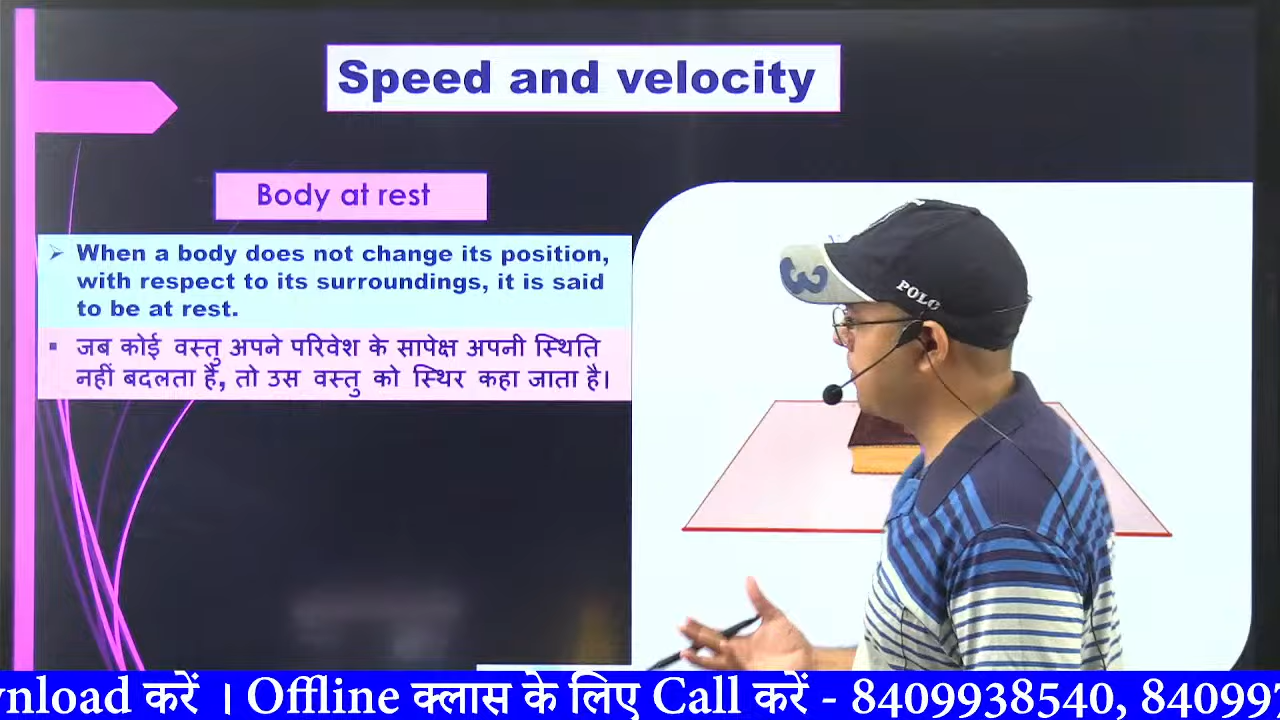 Speed and velocity
Body at rest
➢ When a body does not change its position,
with respect to its surroundings, it is said
to be at rest.
▪ जब कोई वस्तु अपने परिवेश के सापेक्ष अपनी स्थिति
नहीं बदलता है, तो उस वस्तु को स्थिर कहा जाता है।
3
POLO
wnload करें । Offline क्लास के लिए Call करें - 8409938540, 84099